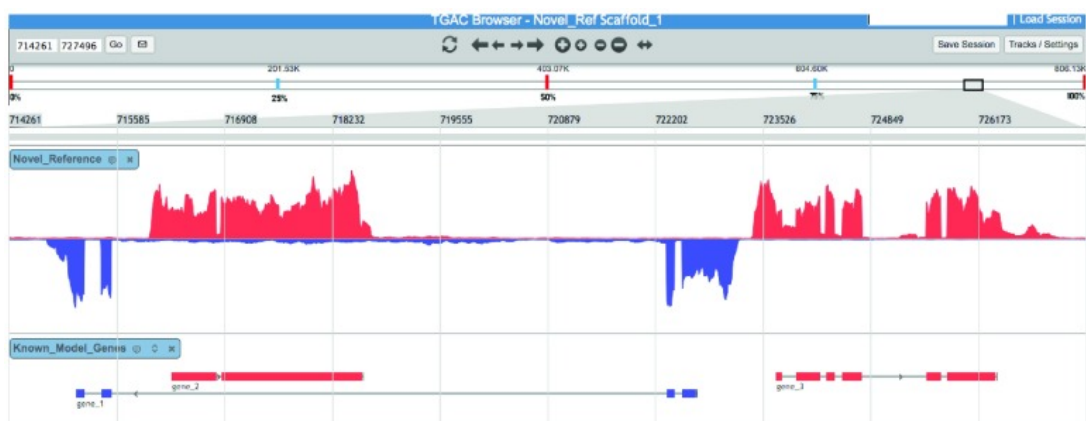 TGAC Browser - Novel_Ref Scaffold_1
Load Session
714261 727496 Go
Save Session Tracks / Settings
0 201.53K 403.07K 604.60K 806.13K
0% 25% 50% 75% 100%
714261 715585 716908 718232 719555 720879 722202 723526 724849 726173
Novel_Reference
Known_Model_Genes
gene_2 gene_3
gene_1